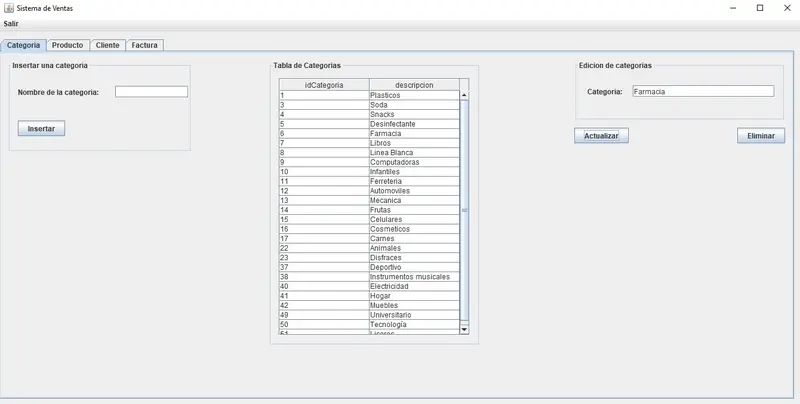 Sistema de Ventas
Salir
Categoria Producto Cliente Factura
Insertar una categoria
Nombre de la categoria:
Insertar
Tabla de Categorias
idCategoria descripcion
1 Plasticos
3 Soda
4 Snacks
5 Desinfectante
6 Farmacia
7 Libros
8 Linea Blanca
9 Computadoras
10 Infantiles
11 Ferreteria
12 Automoviles
13 Mecanica
14 Frutas
15 Celulares
16 Cosmeticos
17 Carnes
22 Animales
23 Disfraces
37 Deportivo
38 Instrumentos musicales
40 Electricidad
41 Hogar
42 Muebles
49 Universitario
50 Tecnología
Edicion de categorias
Categoria: Farmacia
Actualizar Eliminar